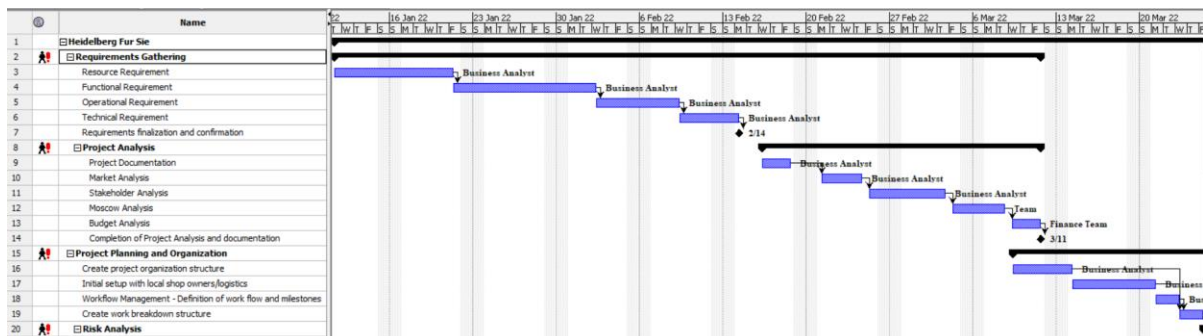 Name
22 16 Jan 22 23 Jan 22 30 Jan 22 6 Feb 22 13 Feb 22 20 Feb 22 27 Feb 22 6 Mar 22 13 Mar 22 20 Mar 22
T W T F S S M T W T F S S M T W T F S S M T W T F S S M T W T F S S M T W T F S S M T W T F S S M T W T F S S M T W T F S S M T W T F S S M T W T F
1 Heidelberg Fur Sie
2 Requirements Gathering
3 Resource Requirement Business Analyst
4 Functional Requirement Business Analyst
5 Operational Requirement Business Analyst
6 Technical Requirement Business Analyst
7 Requirements finalization and confirmation 2/14
8 Project Analysis
9 Project Documentation Business Analyst
10 Market Analysis Business Analyst
11 Stakeholder Analysis Business Analyst
12 Moscow Analysis Team
13 Budget Analysis Finance Team
14 Completion of Project Analysis and documentation 3/11
15 Project Planning and Organization
16 Create project organization structure Business Analyst
17 Initial setup with local shop owners/logistics Business
18 Workflow Management - Definition of work flow and milestones Bus
19 Create work breakdown structure
20 Risk Analysis